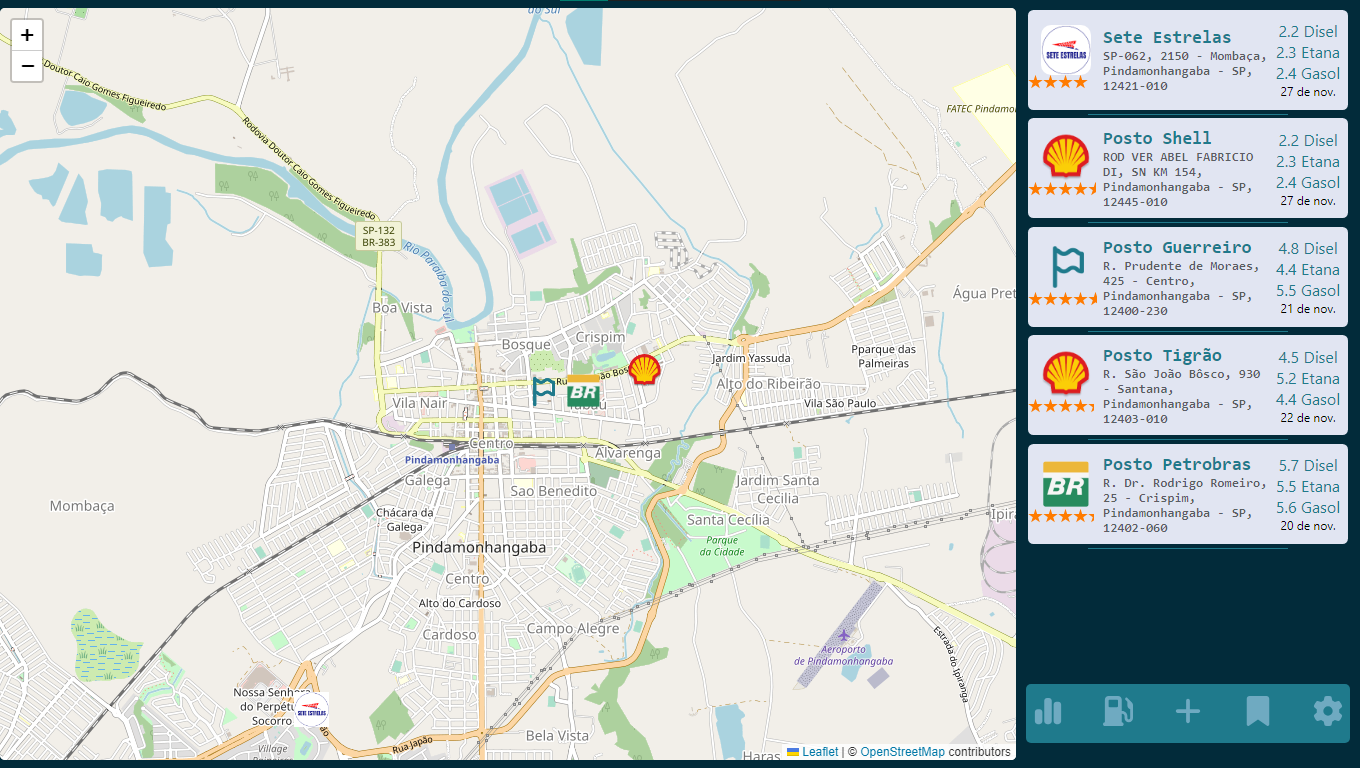 +
−
do Sul
Doutor Caio Gomes Figueiredo
Rodovia Doutor Caio Gomes Figueiredo
FATEC Pindamon
SP-132
BR-383
Rio Paraíba do Sul
Boa Vista
Água Pret
Bosque
Crispim
Jardim Yassuda
Pparque das
Palmeiras
Alto do Ribeirão
BR
Vila Nair
Vila São Paulo
Centro
Pindamonhangaba
Alvarenga
Galega
Sao Benedito
Jardim Santa
Cecilia
Mombaça
Chácara da
Galega
Santa Cecília
Ipira
Parque
da Cidade
Pindamonhangaba
Centro
Alto do Cardoso
Cardoso
Campo Alegre
Aeroporto
de Pindamonhangaba
Estrada do Ipiranga
Nossa Senhora
do Perpétu
Socorro
SETE ESTRELAS
Rua Japão
Bela Vista
Village
Haras
Leaflet | © OpenStreetMap contributors
SETE ESTRELAS
Sete Estrelas
SP-062, 2150 - Mombaça,
Pindamonhangaba - SP,
12421-010
2.2 Disel
2.3 Etana
2.4 Gasol
27 de nov.
Posto Shell
ROD VER ABEL FABRICIO
DI, SN KM 154,
Pindamonhangaba - SP,
12445-010
2.2 Disel
2.3 Etana
2.4 Gasol
27 de nov.
Posto Guerreiro
R. Prudente de Moraes,
425 - Centro,
Pindamonhangaba - SP,
12400-230
4.8 Disel
4.4 Etana
5.5 Gasol
21 de nov.
Posto Tigrão
R. São João Bôsco, 930
- Santana,
Pindamonhangaba - SP,
12403-010
4.5 Disel
5.2 Etana
4.4 Gasol
22 de nov.
BR
Posto Petrobras
R. Dr. Rodrigo Romeiro,
25 - Crispim,
Pindamonhangaba - SP,
12402-060
5.7 Disel
5.5 Etana
5.6 Gasol
20 de nov.